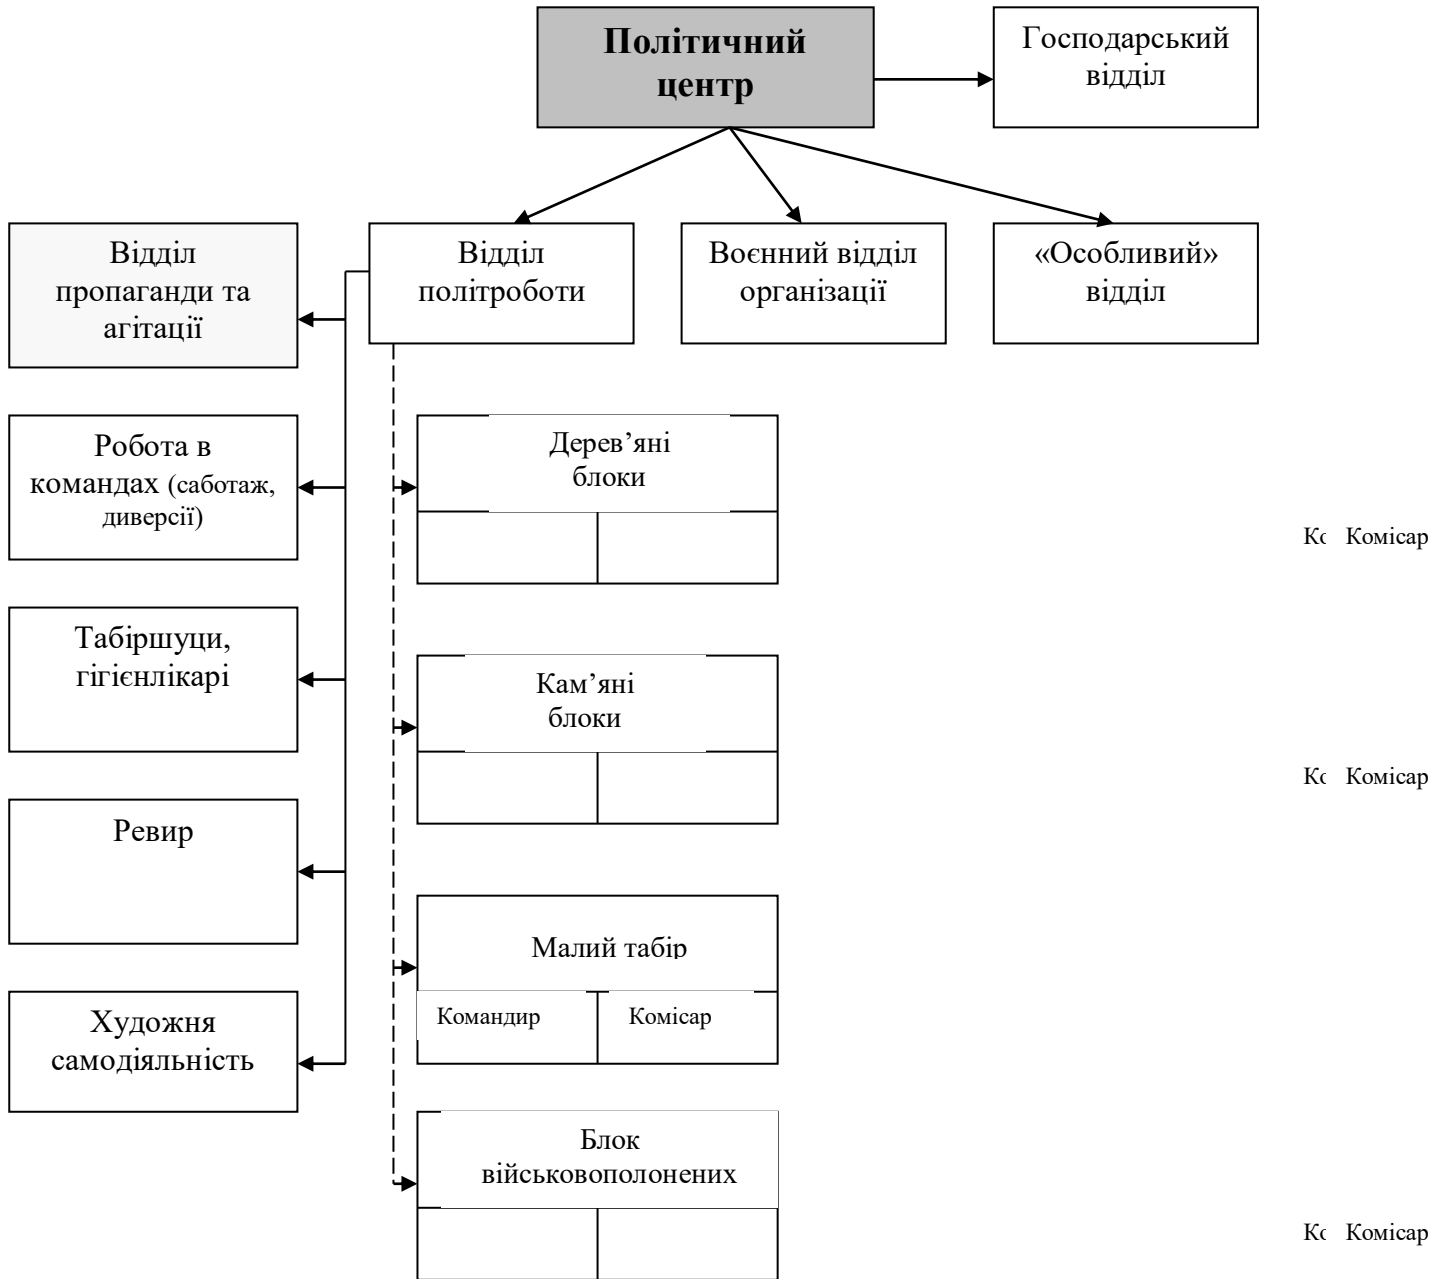 Політичний
центр
Господарський
відділ
Відділ
пропаганди та
агітації
Відділ
політроботи
Воєнний відділ
організації
«Особливий»
відділ
Робота в
командах (саботаж,
диверсії)
Дерев’яні
блоки
Комісар
Табіршуци,
гігієнлікарі
Кам’яні
блоки
Комісар
Ревир
Малий табір
Командир Комісар
Художня
самодіяльність
Блок
військовополонених
Комісар